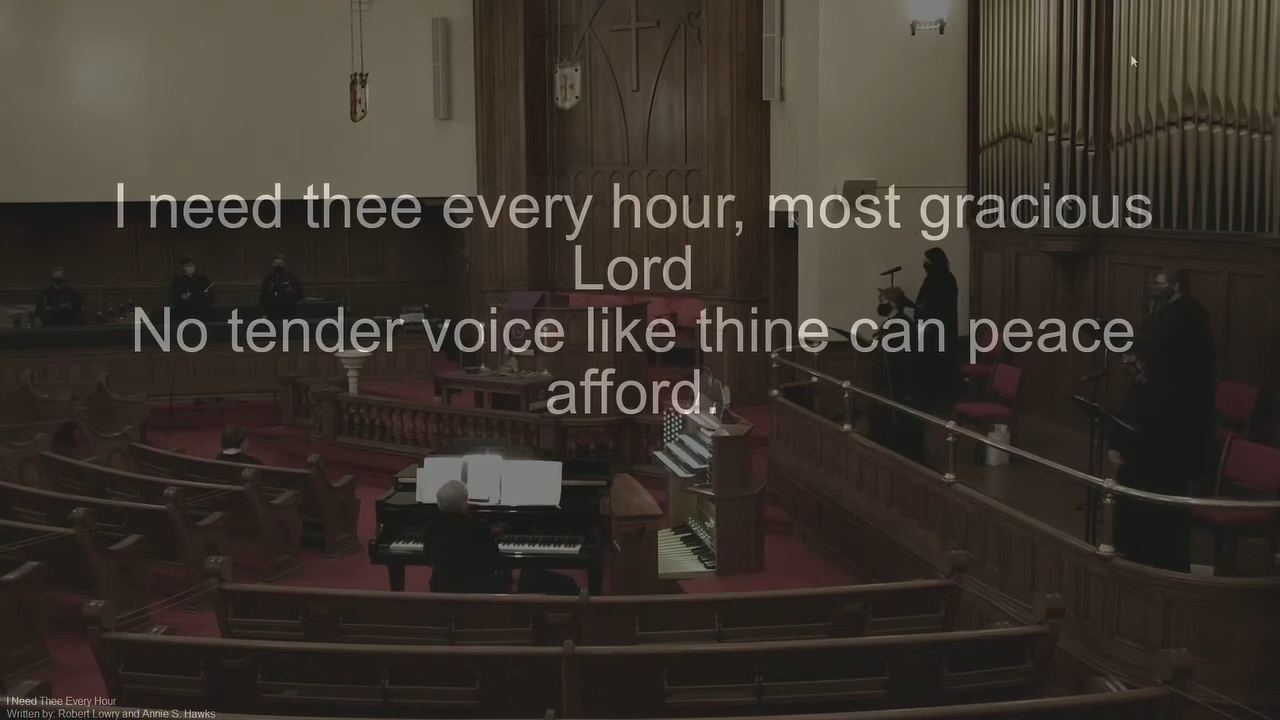 I need thee every hour, most gracious
Lord
No tender voice like thine can peace
afford.
I Need Thee Every Hour
Written by: Robert Lowry and Annie S. Hawks